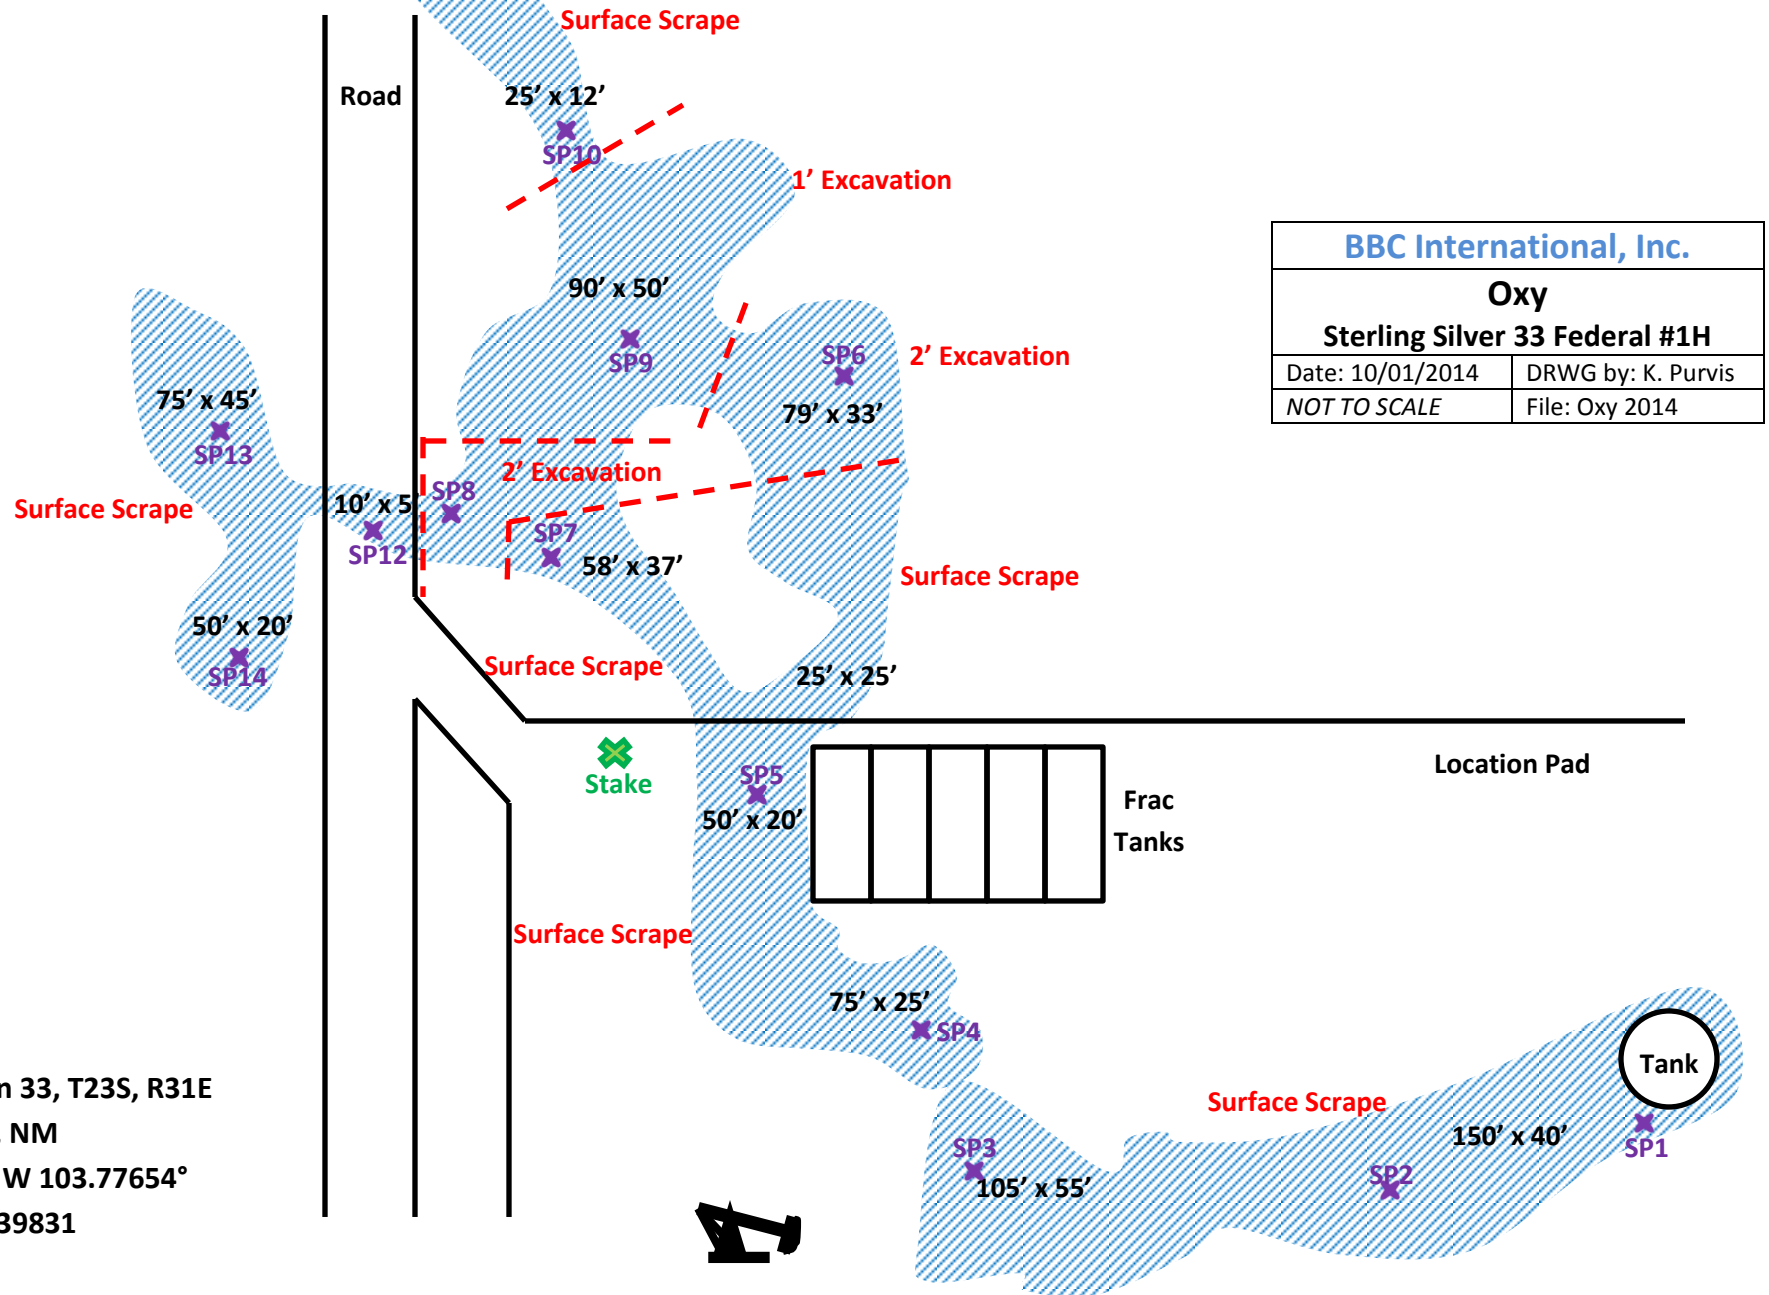 Surface Scrape
Road
25’ x 12’
SP10
1’ Excavation
BBC International, Inc.
Oxy
Sterling Silver 33 Federal #1H
Date: 10/01/2014
DRWG by: K. Purvis
NOT TO SCALE
File: Oxy 2014
90’ x 50’
SP9
SP6
2’ Excavation
79’ x 33’
75’ x 45’
SP13
2’ Excavation
Surface Scrape
10’ x 5
SP8
SP12
SP7
58’ x 37’
Surface Scrape
50’ x 20’
SP14
Surface Scrape
25’ x 25’
Stake
SP5
50’ x 20’
Frac
Tanks
Location Pad
Surface Scrape
75’ x 25’
SP4
Tank
Surface Scrape
150’ x 40’
SP1
SP2
SP3
105’ x 55’
n 33, T23S, R31E
NM
W 103.77654°
39831